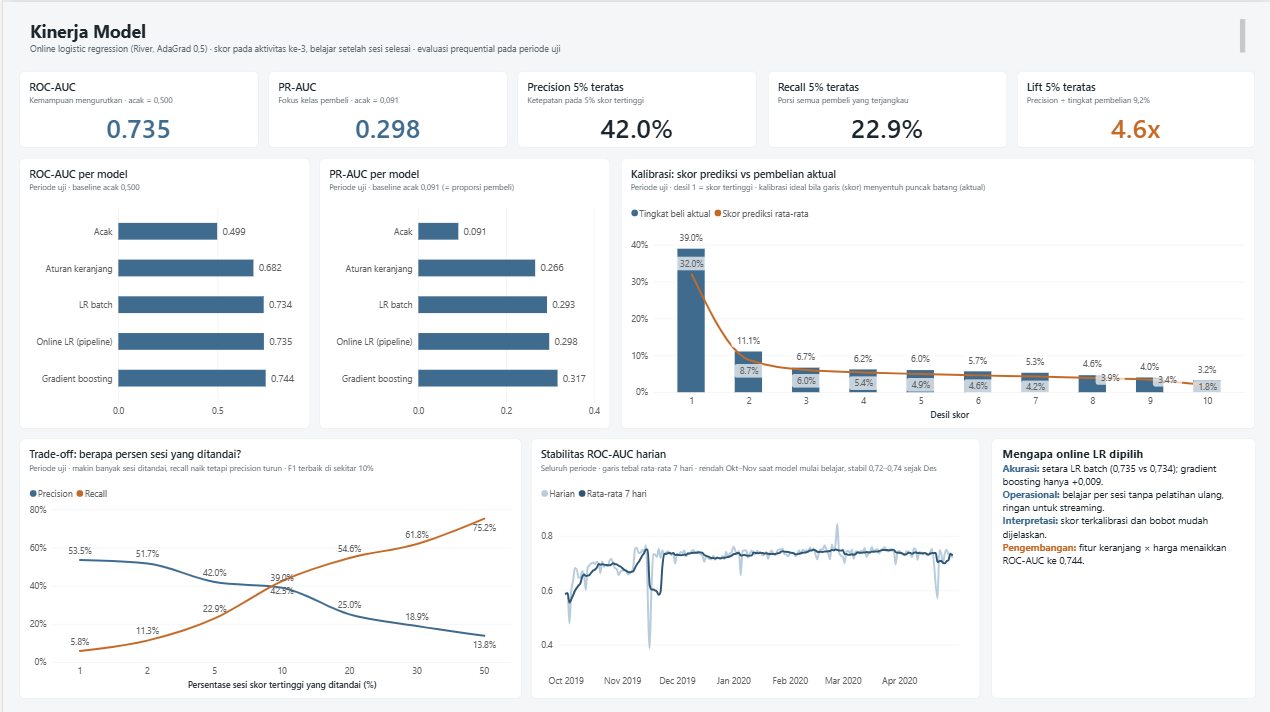 Kinerja Model
Online logistic regression (River, AdaGrad 0,5) · skor pada aktivitas ke-3, belajar setelah sesi selesai · evaluasi prequential pada periode uji
ROC-AUC
Kemampuan mengurutkan · acak = 0,500
0.735
PR-AUC
Fokus kelas pembeli · acak = 0,091
0.298
Precision 5% teratas
Ketepatan pada 5% skor tertinggi
42.0%
Recall 5% teratas
Porsi semua pembeli yang terjangkau
22.9%
Lift 5% teratas
Precision ÷ tingkat pembelian 9,2%
4.6x
ROC-AUC per model
Periode uji · baseline acak 0,500
Acak 0.499
Aturan keranjang 0.682
LR batch 0.734
Online LR (pipeline) 0.735
Gradient boosting 0.744
0.0 0.5
PR-AUC per model
Periode uji · baseline acak 0,091 (= proporsi pembeli)
Acak 0.091
Aturan keranjang 0.266
LR batch 0.293
Online LR (pipeline) 0.298
Gradient boosting 0.317
0.0 0.2 0.4
Kalibrasi: skor prediksi vs pembelian aktual
Periode uji · desil 1 = skor tertinggi · kalibrasi ideal bila garis (skor) menyentuh puncak batang (aktual)
Tingkat beli aktual Skor prediksi rata-rata
39.0%
40%
32.0%
30%
20%
11.1%
10%
6.7% 6.2% 6.0% 5.7% 5.3% 4.6% 4.0% 3.2%
8.7% 6.0% 5.4% 4.9% 4.6% 4.2% 3.9% 3.4% 1.8%
0%
1 2 3 4 5 6 7 8 9 10
Desil skor
Trade-off: berapa persen sesi yang ditandai?
Periode uji · makin banyak sesi ditandai, recall naik tetapi precision turun · F1 terbaik di sekitar 10%
Precision Recall
80%
60%
40%
20%
0%
53.5% 51.7% 42.0% 39.0% 25.0% 18.9% 13.8%
5.8% 11.3% 22.9% 42.5% 54.6% 61.8% 75.2%
1 2 5 10 20 30 50
Persentase sesi skor tertinggi yang ditandai (%)
Stabilitas ROC-AUC harian
Seluruh periode · garis tebal rata-rata 7 hari · rendah Okt–Nov saat model mulai belajar, stabil 0,72–0,74 sejak Des
Harian Rata-rata 7 hari
0.8
0.6
0.4
Oct 2019 Nov 2019 Dec 2019 Jan 2020 Feb 2020 Mar 2020 Apr 2020
Mengapa online LR dipilih
Akurasi: setara LR batch (0,735 vs 0,734); gradient
boosting hanya +0,009.
Operasional: belajar per sesi tanpa pelatihan ulang,
ringan untuk streaming.
Interpretasi: skor terkalibrasi dan bobot mudah
dijelaskan.
Pengembangan: fitur keranjang × harga menaikkan
ROC-AUC ke 0,744.